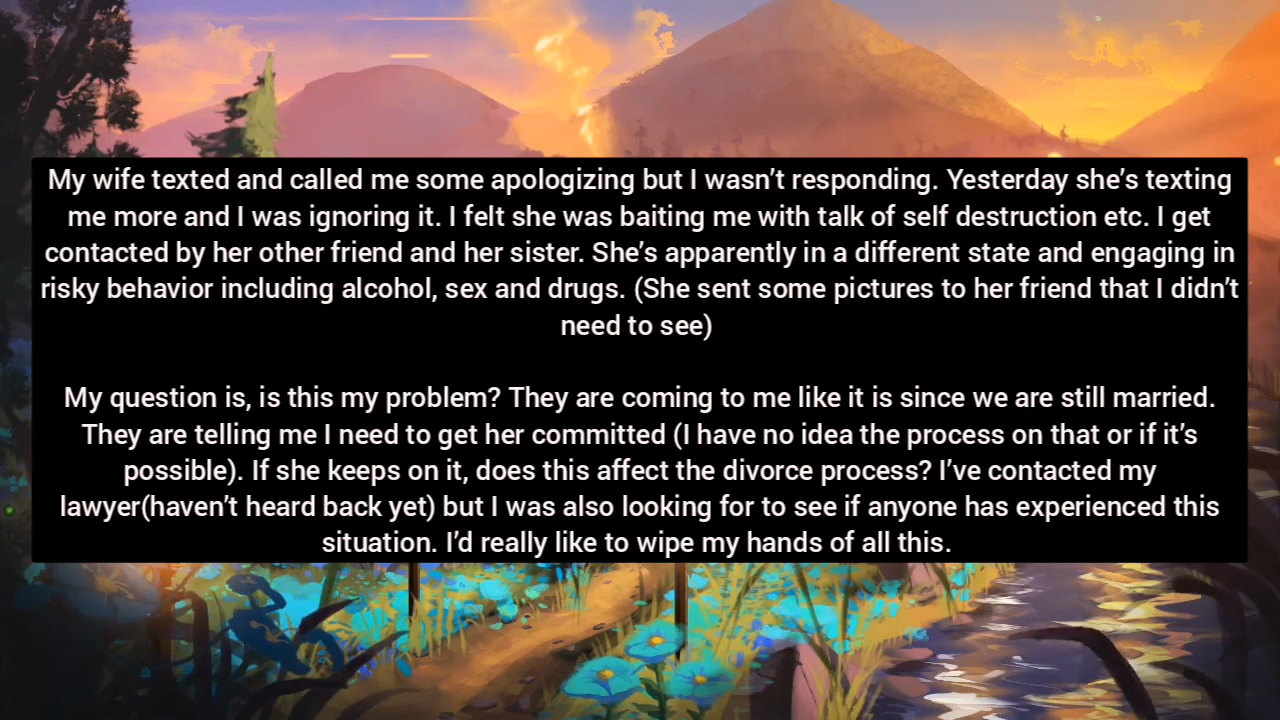 My wife texted and called me some apologizing but I wasn’t responding. Yesterday she’s texting
me more and I was ignoring it. I felt she was baiting me with talk of self destruction etc. I get
contacted by her other friend and her sister. She’s apparently in a different state and engaging in
risky behavior including alcohol, sex and drugs. (She sent some pictures to her friend that I didn’t
need to see)
My question is, is this my problem? They are coming to me like it is since we are still married.
They are telling me I need to get her committed (I have no idea the process on that or if it’s
possible). If she keeps on it, does this affect the divorce process? I’ve contacted my
lawyer(haven’t heard back yet) but I was also looking for to see if anyone has experienced this
situation. I’d really like to wipe my hands of all this.